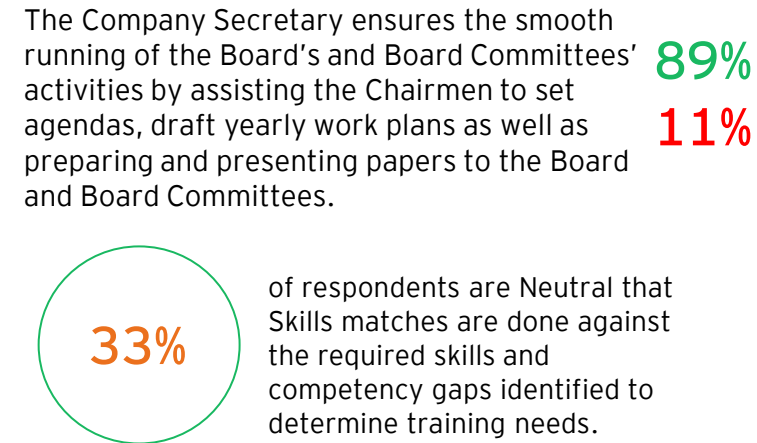 The Company Secretary ensures the smooth
running of the Board’s and Board Committees’
activities by assisting the Chairmen to set
agendas, draft yearly work plans as well as
preparing and presenting papers to the Board
and Board Committees.
89%
11%
33%
of respondents are Neutral that
Skills matches are done against
the required skills and
competency gaps identified to
determine training needs.